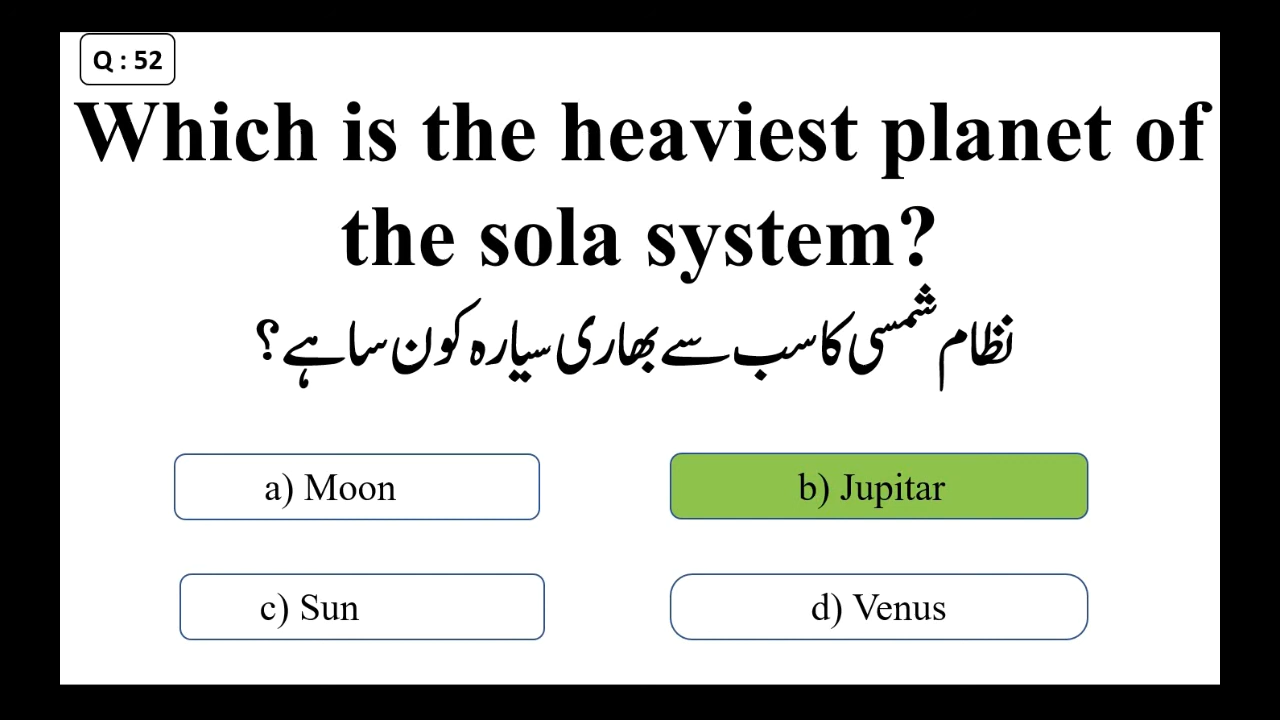 Q : 52
Which is the heaviest planet of
the sola system?
نظام شمسی کا سب سے بھاری سیارہ کون سا ہے؟
a) Moon
b) Jupitar
c) Sun
d) Venus